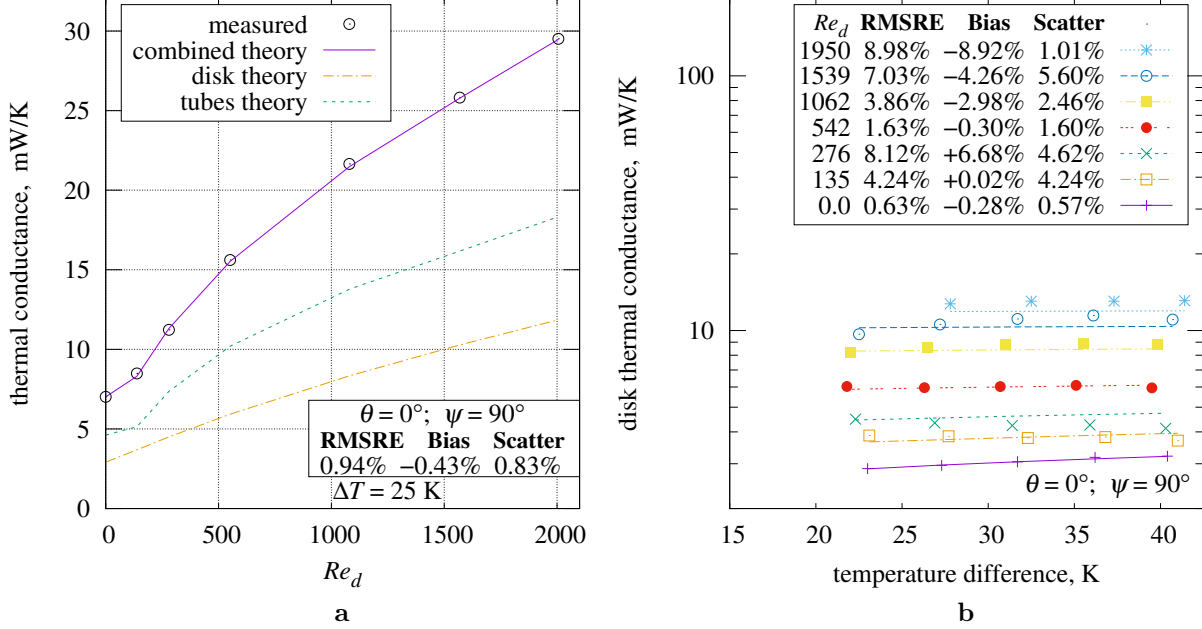 measured
combined theory
disk theory
tubes theory
30
25
20
15
10
5
0
thermal conductance, mW/K
θ = 0°; ψ = 90°
RMSRE Bias Scatter
0.94% −0.43% 0.83%
ΔT = 25 K
0 500 1000 1500 2000
Re_d
a
Re_d RMSRE Bias Scatter
1950 8.98% −8.92% 1.01%
1539 7.03% −4.26% 5.60%
1062 3.86% −2.98% 2.46%
542 1.63% −0.30% 1.60%
276 8.12% +6.68% 4.62%
135 4.24% +0.02% 4.24%
0.0 0.63% −0.28% 0.57%
100
10
disk thermal conductance, mW/K
θ = 0°; ψ = 90°
15 20 25 30 35 40
temperature difference, K
b